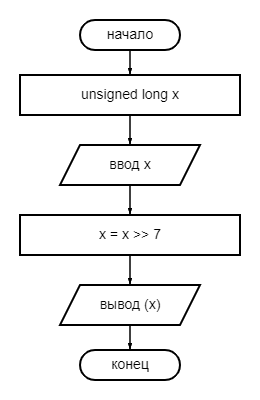 начало
unsigned long x
ввод x
x = x >> 7
вывод (x)
конец